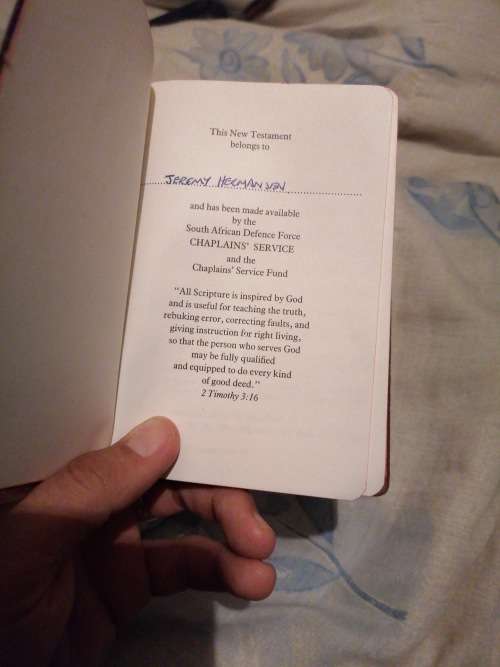 This New Testament
belongs to
JEREMY HERMANSEN
and has been made available
by the
South African Defence Force
CHAPLAINS' SERVICE
and the
Chaplains' Service Fund
"All Scripture is inspired by God
and is useful for teaching the truth,
rebuking error, correcting faults, and
giving instruction for right living,
so that the person who serves God
may be fully qualified
and equipped to do every kind
of good deed."
2 Timothy 3:16